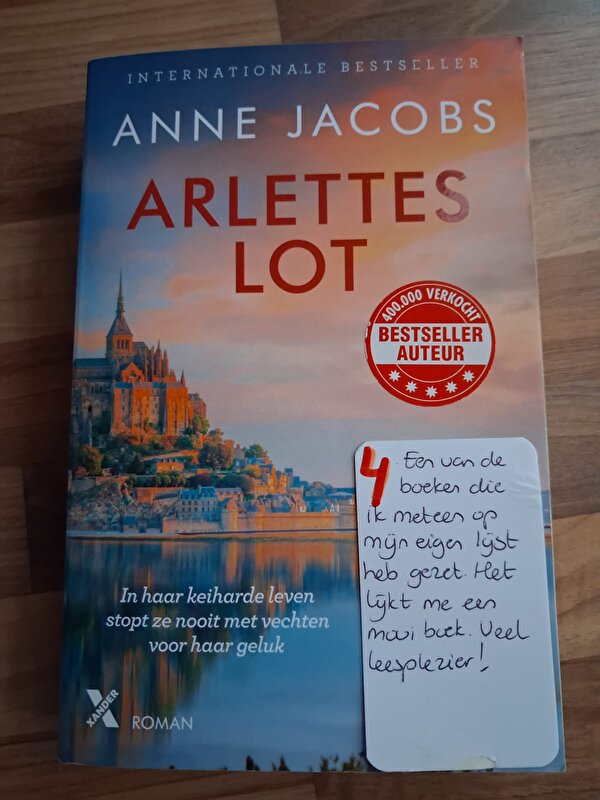 INTERNATIONALE BESTSELLER
ANNE JACOBS
ARLETTES
LOT
400.000 VERKOCHT
BESTSELLER
AUTEUR
4 Een van de
boeken die
ik meteen op
mijn eigen lijst
heb gezet. Het
lijkt me een
mooi boek. Veel
leesplezier!
In haar keiharde leven
stopt ze nooit met vechten
voor haar geluk
XANDER
ROMAN